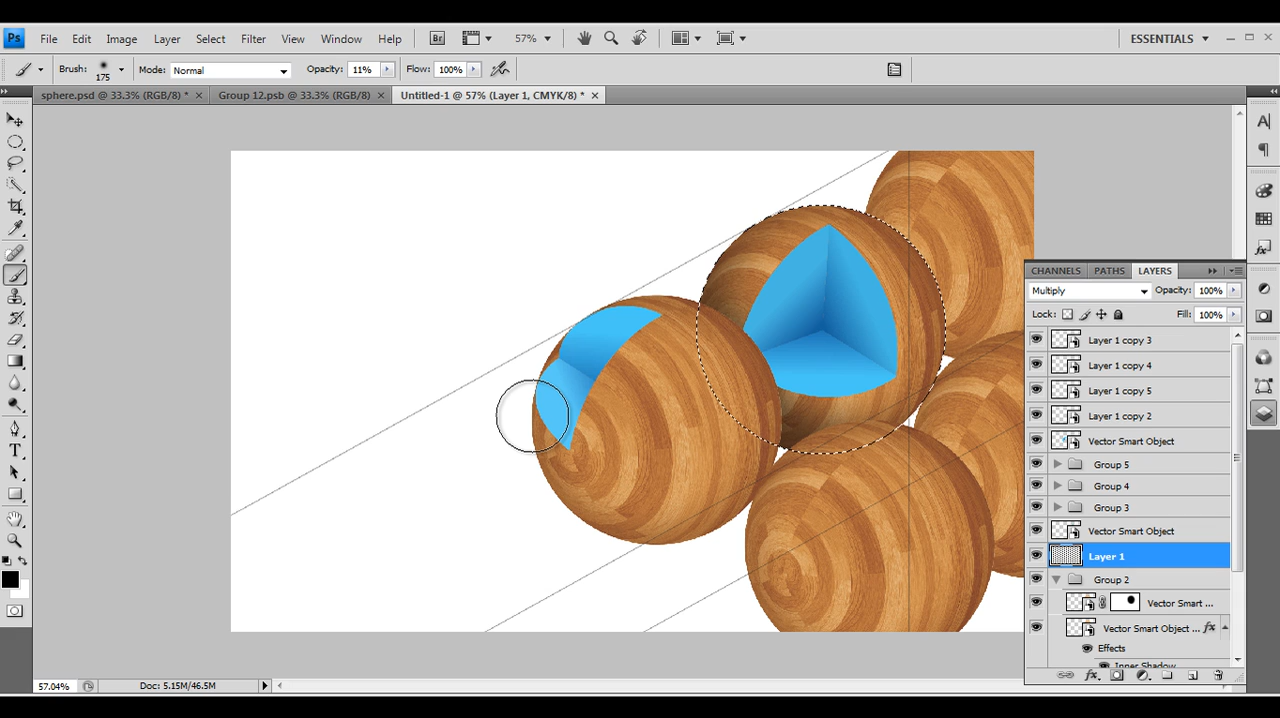 Ps File Edit Image Layer Select Filter View Window Help Br 57% ESSENTIALS
Brush: 175 Mode: Normal Opacity: 11% Flow: 100%
sphere.psd @ 33.3% (RGB/8) * × Group 12.psb @ 33.3% (RGB/8) × Untitled-1 @ 57% (Layer 1, CMYK/8) * ×
CHANNELS PATHS LAYERS
Multiply Opacity: 100%
Lock: Fill: 100%
Layer 1 copy 3
Layer 1 copy 4
Layer 1 copy 5
Layer 1 copy 2
Vector Smart Object
Group 5
Group 4
Group 3
Vector Smart Object
Layer 1
Group 2
Vector Smart ...
Vector Smart Object ... fx
Effects
Inner Shadow
57.04% Doc: 5.15M/46.5M